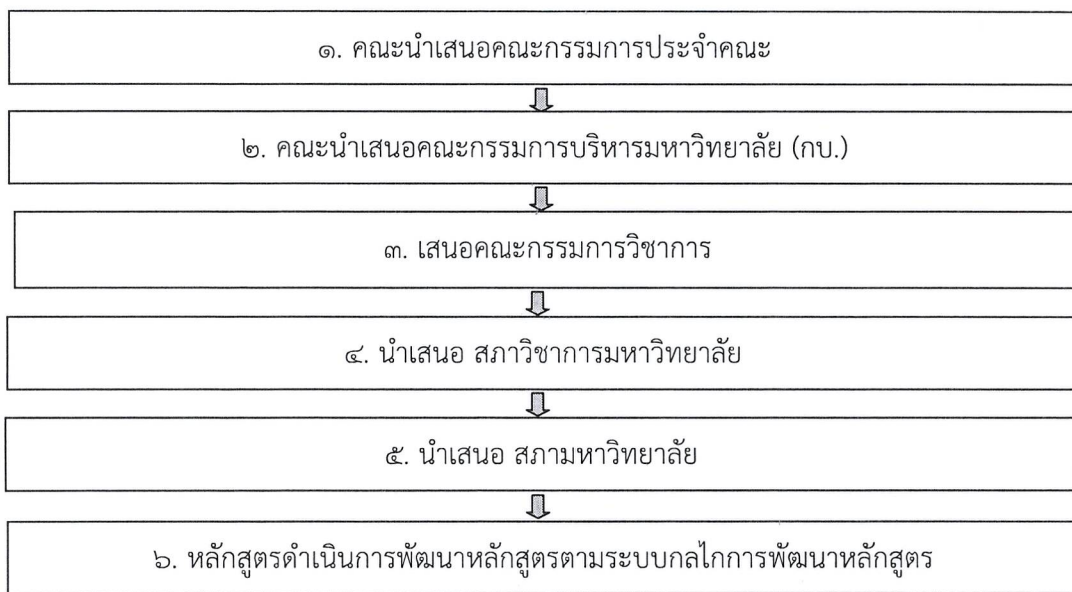 ๑. คณะนำเสนอคณะกรรมการประจำคณะ
๒. คณะนำเสนอคณะกรรมการบริหารมหาวิทยาลัย (กบ.)
๓. เสนอคณะกรรมการวิชาการ
๔. นำเสนอ สภาวิชาการมหาวิทยาลัย
๕. นำเสนอ สภามหาวิทยาลัย
๖. หลักสูตรดำเนินการพัฒนาหลักสูตรตามระบบกลไกการพัฒนาหลักสูตร